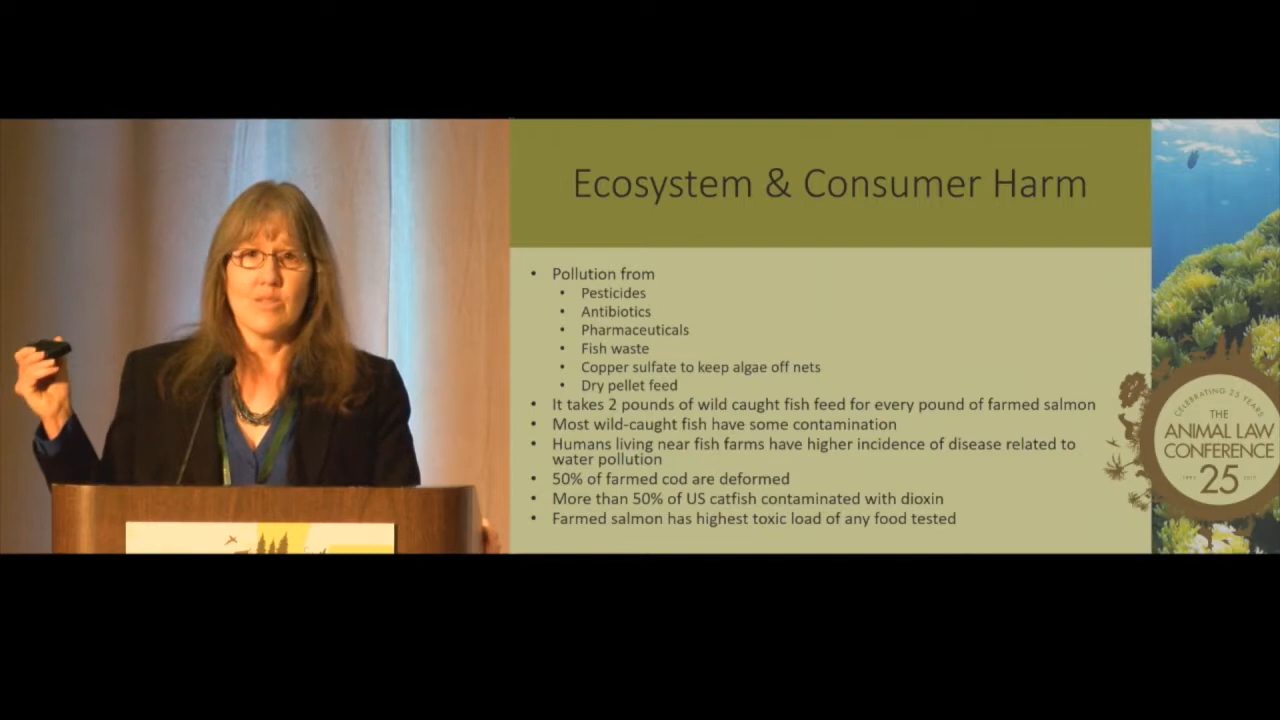 Ecosystem & Consumer Harm
• Pollution from
• Pesticides
• Antibiotics
• Pharmaceuticals
• Fish waste
• Copper sulfate to keep algae off nets
• Dry pellet feed
• It takes 2 pounds of wild caught fish feed for every pound of farmed salmon
• Most wild-caught fish have some contamination
• Humans living near fish farms have higher incidence of disease related to
water pollution
• 50% of farmed cod are deformed
• More than 50% of US catfish contaminated with dioxin
• Farmed salmon has highest toxic load of any food tested
CELEBRATING 25 YEARS
THE
ANIMAL LAW
CONFERENCE
25